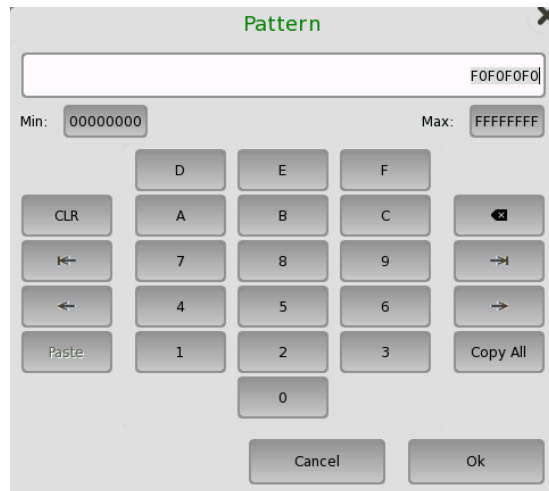 Pattern
F0F0F0F0
Min: 00000000 Max: FFFFFFFF
D E F
CLR A B C
7 8 9
4 5 6
Paste 1 2 3 Copy All
0
Cancel Ok